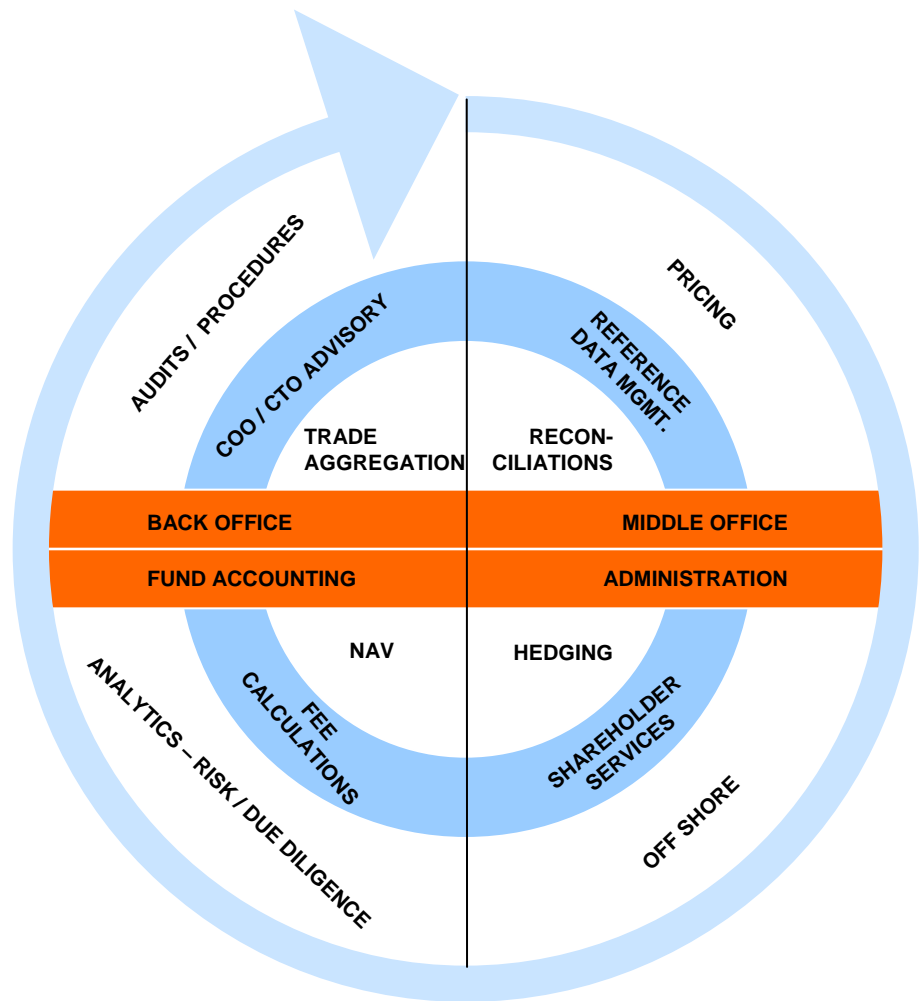 AUDITS / PROCEDURES
COO / CTO ADVISORY
TRADE
AGGREGATION
PRICING
REFERENCE
DATA MGMT.
RECON-
CILIATIONS
BACK OFFICE
MIDDLE OFFICE
FUND ACCOUNTING
ADMINISTRATION
NAV
HEDGING
FEE
CALCULATIONS
SHAREHOLDER
SERVICES
ANALYTICS – RISK / DUE DILIGENCE
OFF SHORE